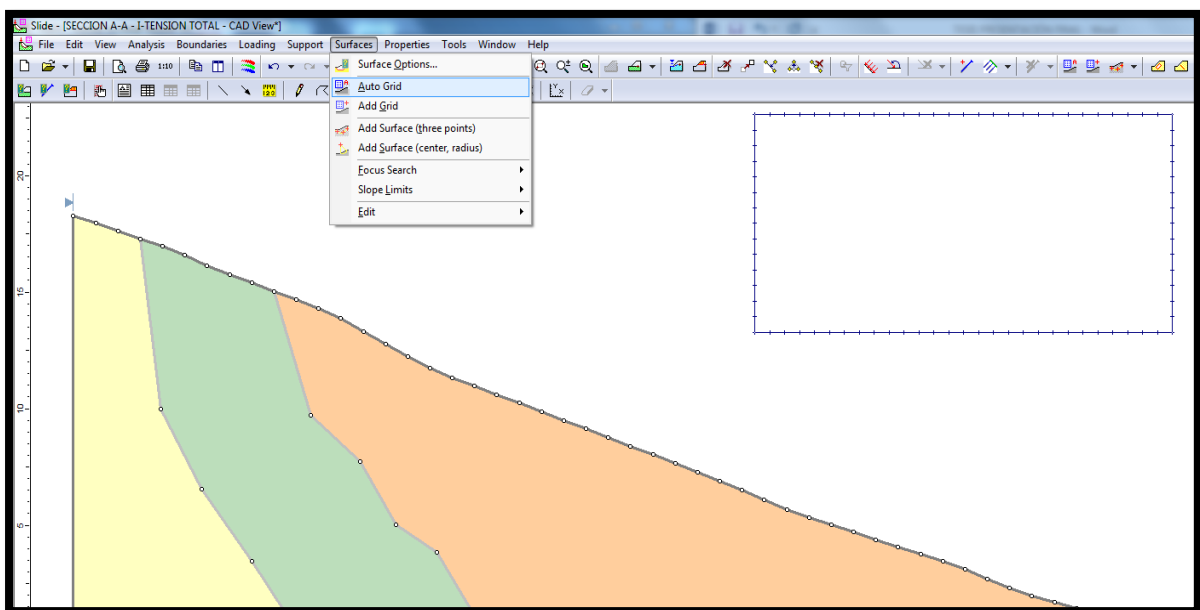 Slide - [SECCION A-A - I-TENSION TOTAL - CAD View*]
File Edit View Analysis Boundaries Loading Support Surfaces Properties Tools Window Help
1:10
Surface Options...
Auto Grid
Add Grid
Add Surface (three points)
Add Surface (center, radius)
Focus Search
Slope Limits
Edit
20
15
10
5